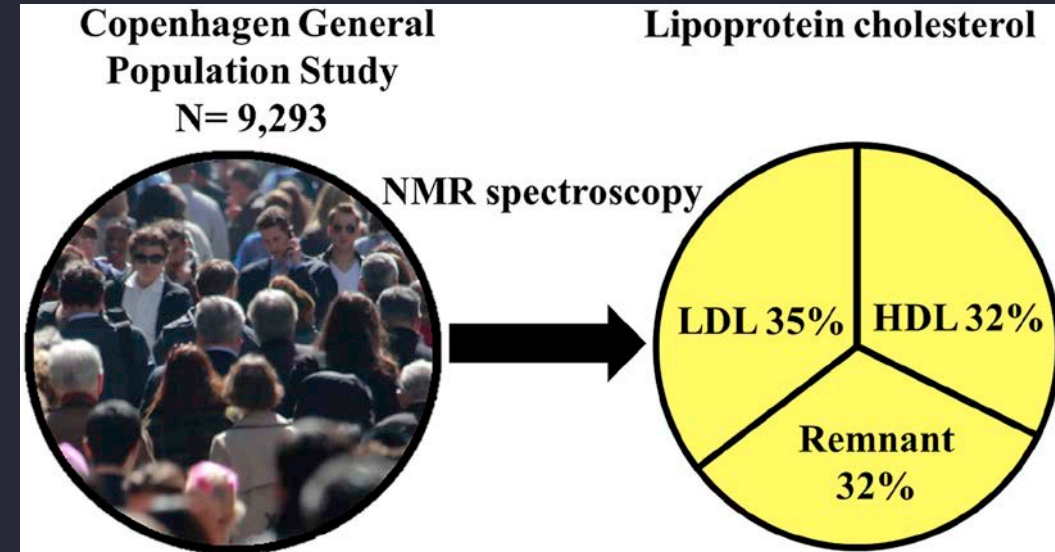 Copenhagen General
Population Study
N= 9,293
Lipoprotein cholesterol
NMR spectroscopy
LDL 35%
HDL 32%
Remnant
32%